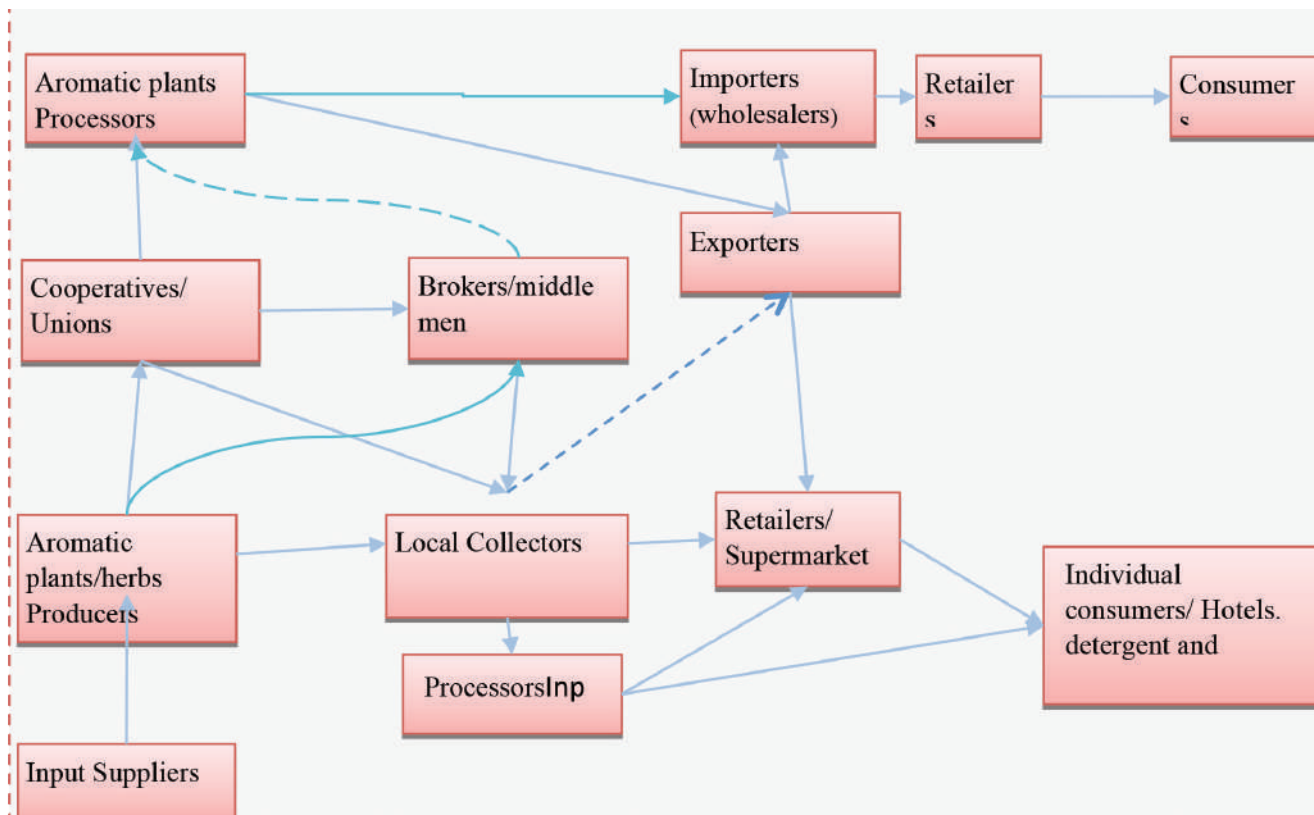 Aromatic plants
Processors
Importers
(wholesalers)
Retailer
s
Consumer
s
Exporters
Cooperatives/
Unions
Brokers/middle
men
Aromatic
plants/herbs
Producers
Local Collectors
Retailers/
Supermarket
Individual
consumers/ Hotels.
detergent and
ProcessorsInp
Input Suppliers